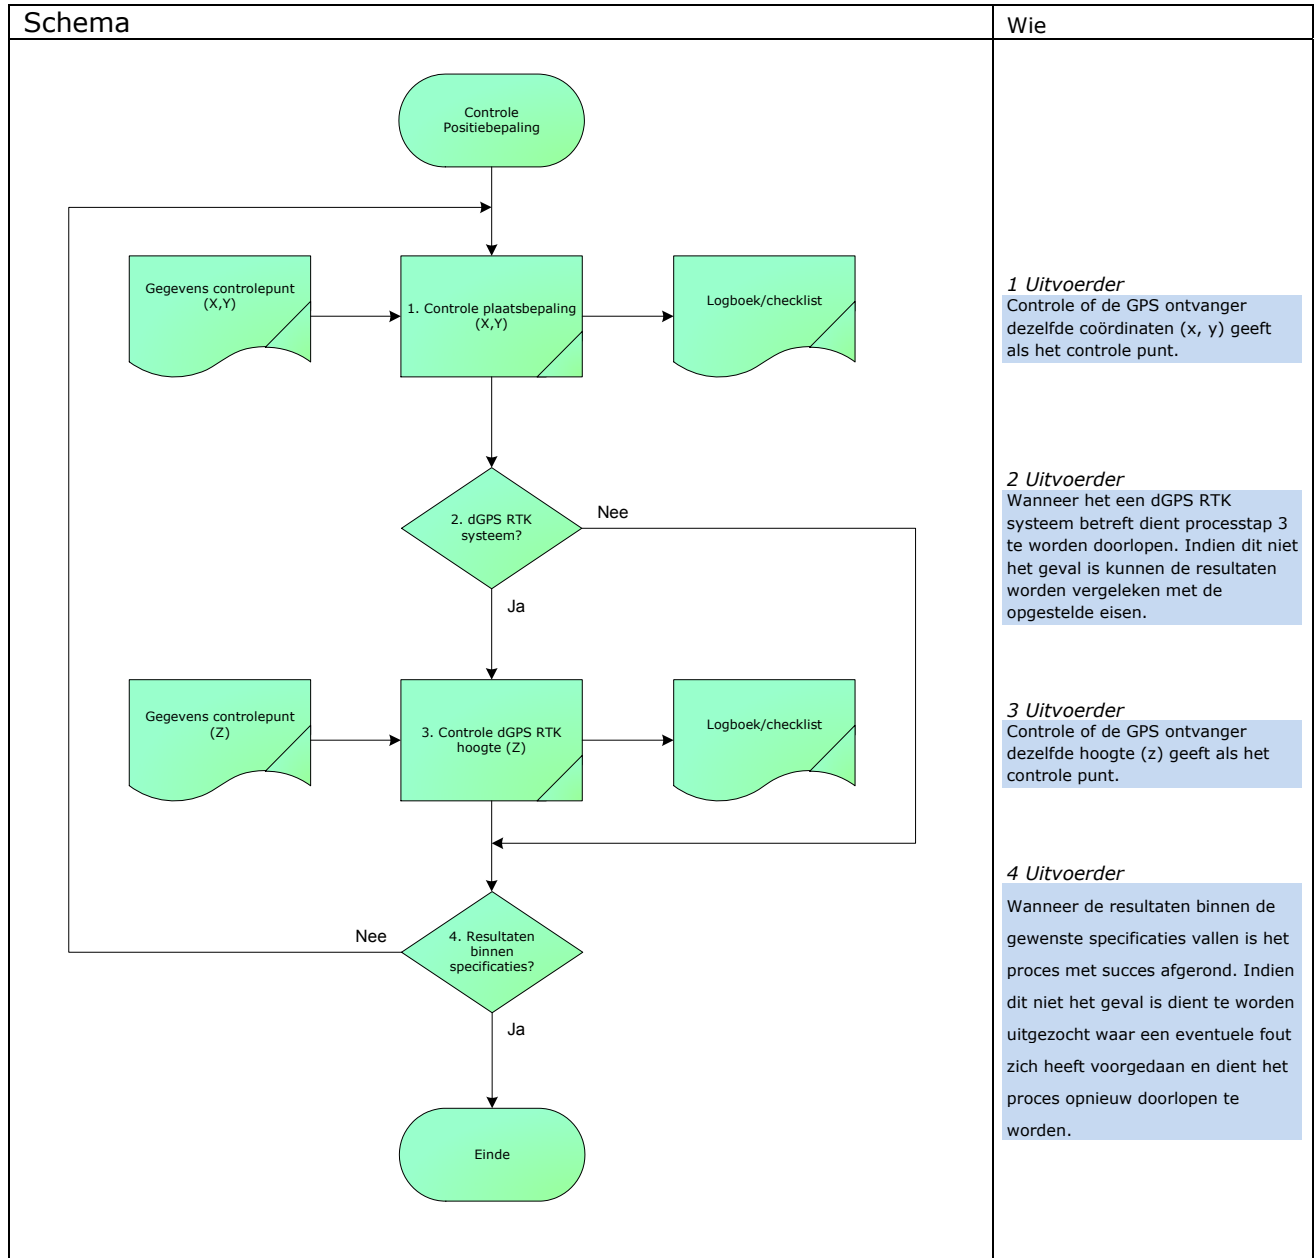 Schema
Wie
Controle
Positiebepaling
Gegevens controlepunt
(X,Y)
1. Controle plaatsbepaling
(X,Y)
Logboek/checklist
1 Uitvoerder
Controle of de GPS ontvanger
dezelfde coördinaten (x, y) geeft
als het controle punt.
2. dGPS RTK
systeem?
Nee
Ja
2 Uitvoerder
Wanneer het een dGPS RTK
systeem betreft dient processtap 3
te worden doorlopen. Indien dit niet
het geval is kunnen de resultaten
worden vergeleken met de
opgestelde eisen.
Gegevens controlepunt
(Z)
3. Controle dGPS RTK
hoogte (Z)
Logboek/checklist
3 Uitvoerder
Controle of de GPS ontvanger
dezelfde hoogte (z) geeft als het
controle punt.
Nee
4. Resultaten
binnen
specificaties?
Ja
4 Uitvoerder
Wanneer de resultaten binnen de
gewenste specificaties vallen is het
proces met succes afgerond. Indien
dit niet het geval is dient te worden
uitgezocht waar een eventuele fout
zich heeft voorgedaan en dient het
proces opnieuw doorlopen te
worden.
Einde